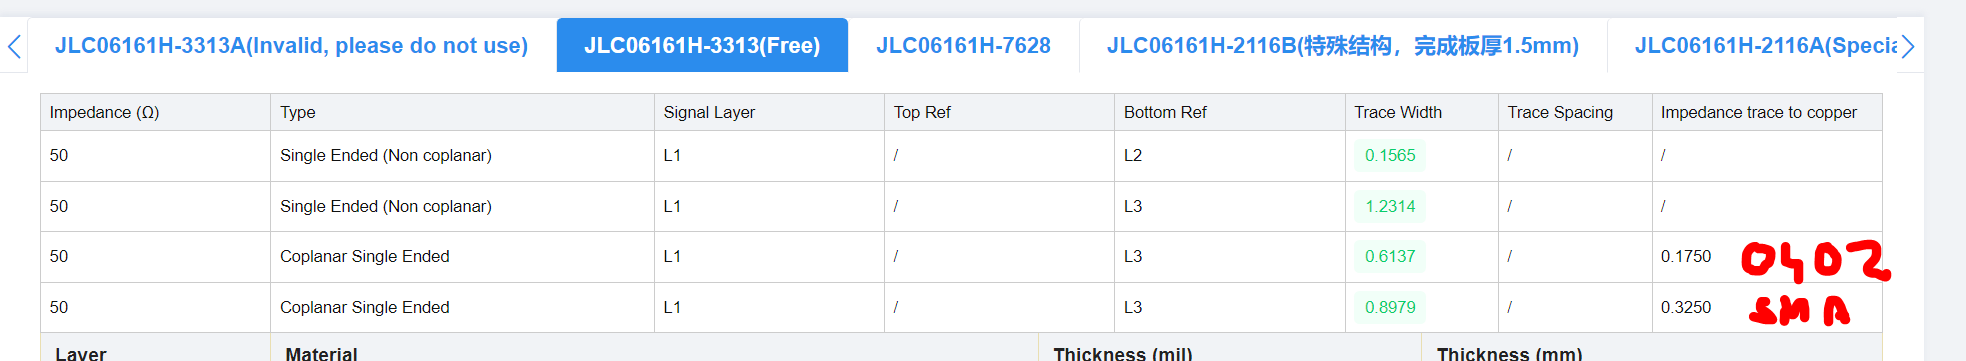 JLC06161H-3313A(Invalid, please do not use) JLC06161H-3313(Free) JLC06161H-7628 JLC06161H-2116B(特殊结构，完成板厚1.5mm) JLC06161H-2116A(Specia
Impedance (Ω) Type Signal Layer Top Ref Bottom Ref Trace Width Trace Spacing Impedance trace to copper
50 Single Ended (Non coplanar) L1 / L2 0.1565 / /
50 Single Ended (Non coplanar) L1 / L3 1.2314 / /
50 Coplanar Single Ended L1 / L3 0.6137 / 0.1750 0402
50 Coplanar Single Ended L1 / L3 0.8979 / 0.3250 SMA
Layer Material Thickness (mil) Thickness (mm)